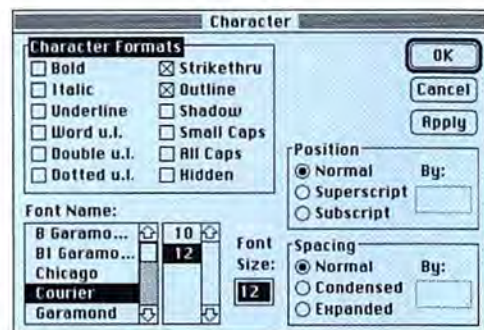 Character
Character Formats
Bold
Italic
Underline
Word u.l.
Double u.l.
Dotted u.l.
Strikethru
Outline
Shadow
Small Caps
All Caps
Hidden
OK
Cancel
Apply
Position
Normal
Superscript
Subscript
By:
Font Name:
B Garamo...
BI Garamo...
Chicago
Courier
Garamond
10
12
Font
Size:
12
Spacing
Normal
Condensed
Expanded
By: